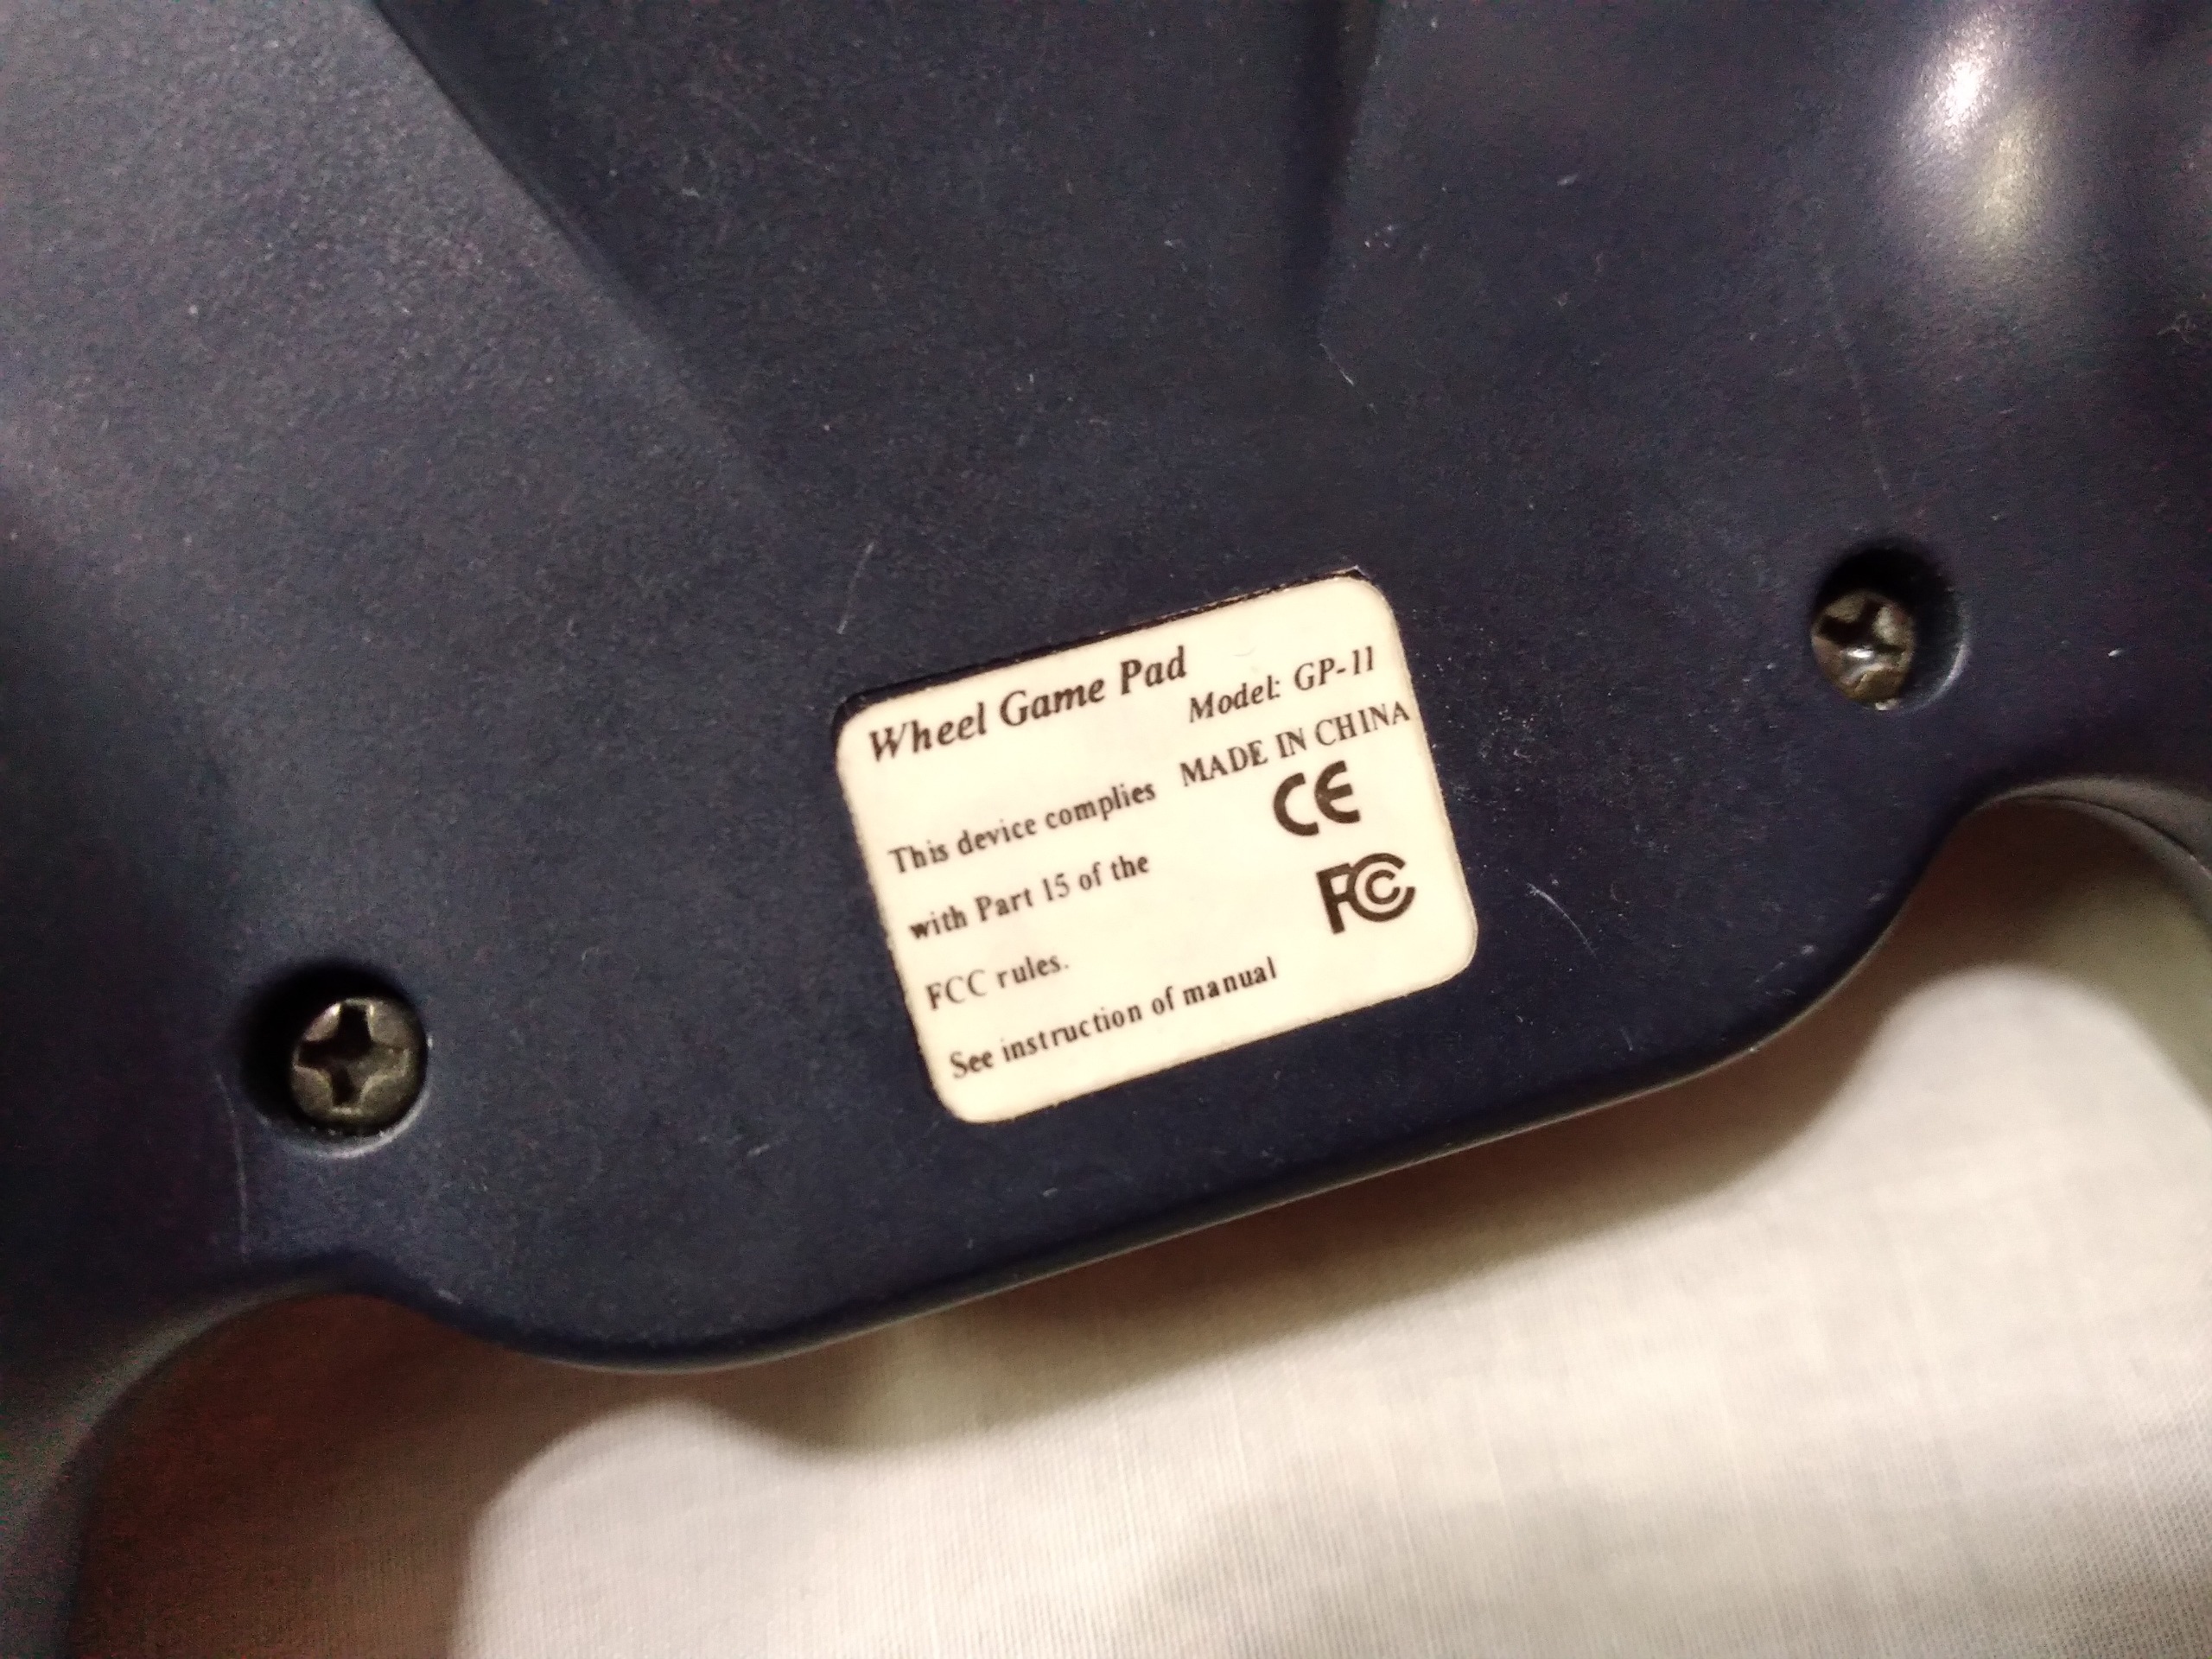 Wheel Game Pad
Model: GP-11
MADE IN CHINA
CE
FCC
This device complies
with Part 15 of the
FCC rules.
See instruction of manual